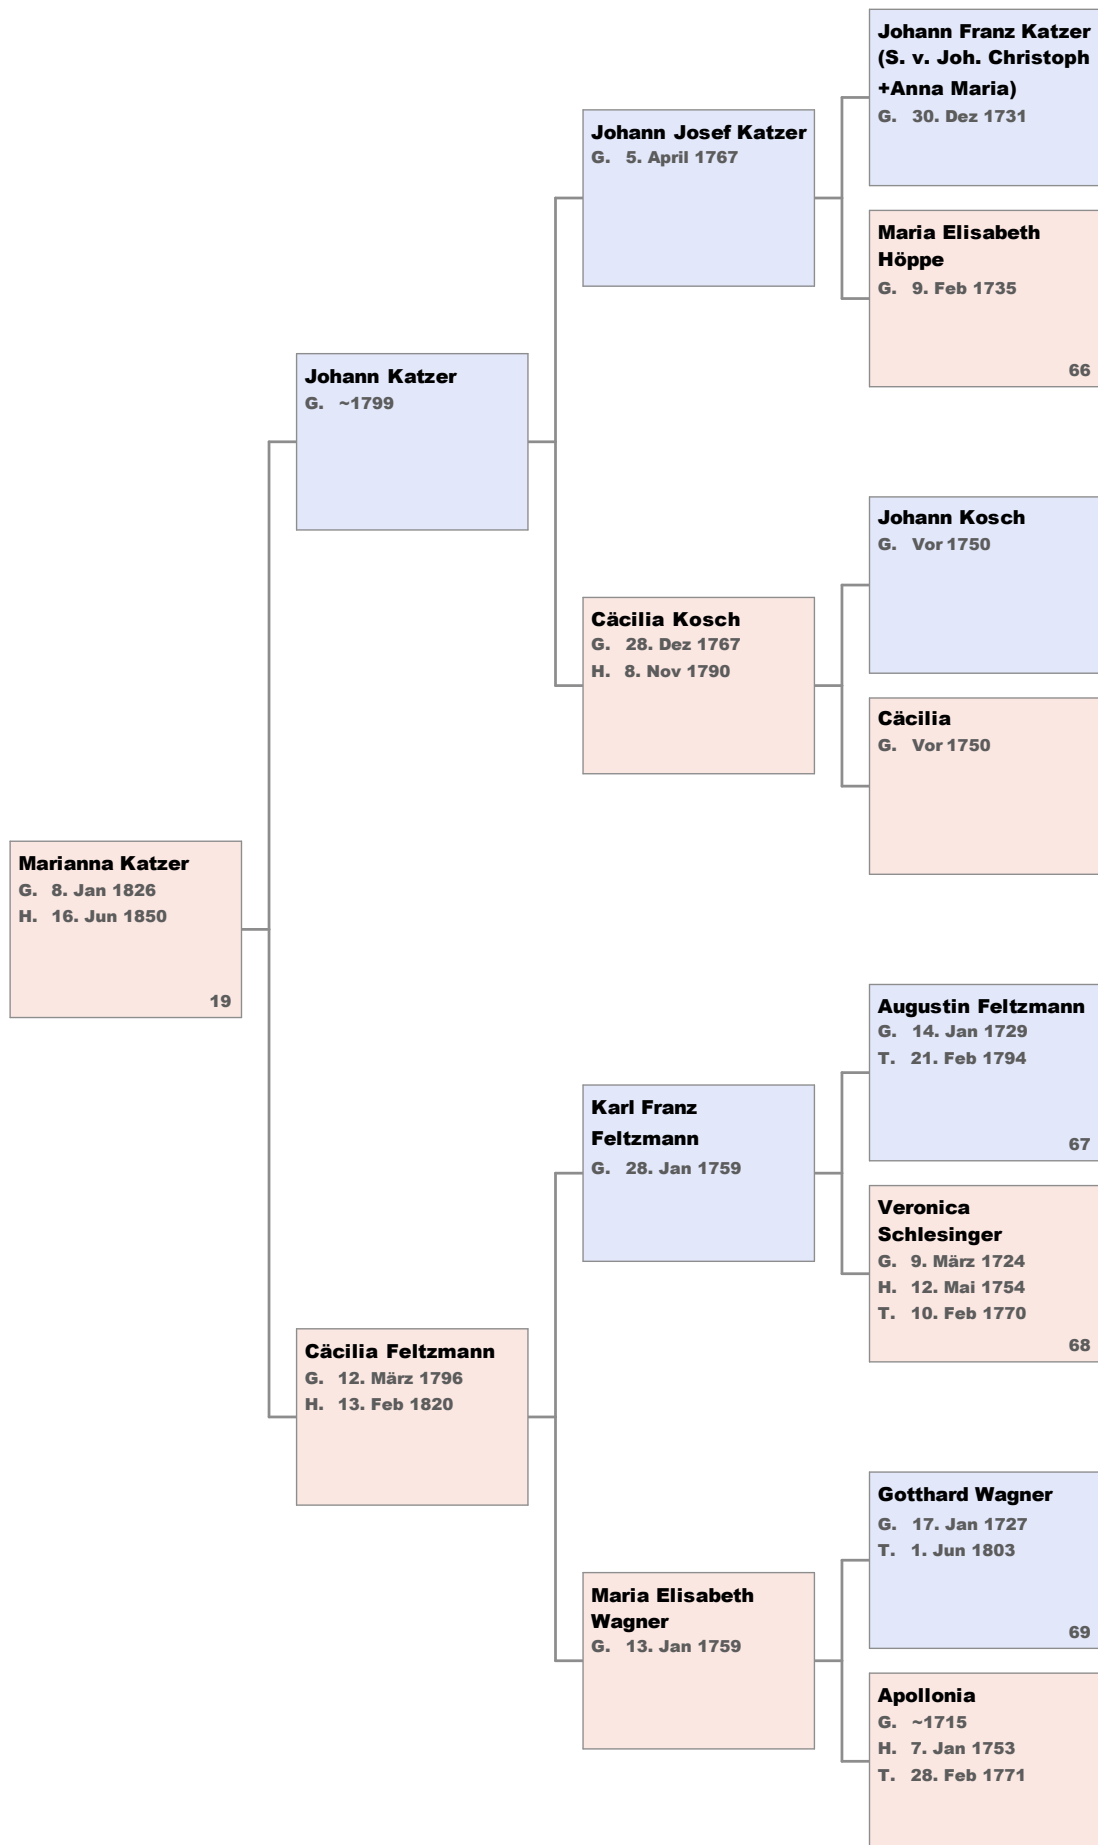 Johann Franz Katzer
(S. v. Joh. Christoph
+Anna Maria)
G. 30. Dez 1731
Johann Josef Katzer
G. 5. April 1767
Maria Elisabeth
Höppe
G. 9. Feb 1735
66
Johann Katzer
G. ~1799
Johann Kosch
G. Vor 1750
Cäcilia Kosch
G. 28. Dez 1767
H. 8. Nov 1790
Cäcilia
G. Vor 1750
Marianna Katzer
G. 8. Jan 1826
H. 16. Jun 1850
19
Augustin Feltzmann
G. 14. Jan 1729
T. 21. Feb 1794
67
Karl Franz
Feltzmann
G. 28. Jan 1759
Veronica
Schlesinger
G. 9. März 1724
H. 12. Mai 1754
T. 10. Feb 1770
68
Cäcilia Feltzmann
G. 12. März 1796
H. 13. Feb 1820
Gotthard Wagner
G. 17. Jan 1727
T. 1. Jun 1803
69
Maria Elisabeth
Wagner
G. 13. Jan 1759
Apollonia
G. ~1715
H. 7. Jan 1753
T. 28. Feb 1771